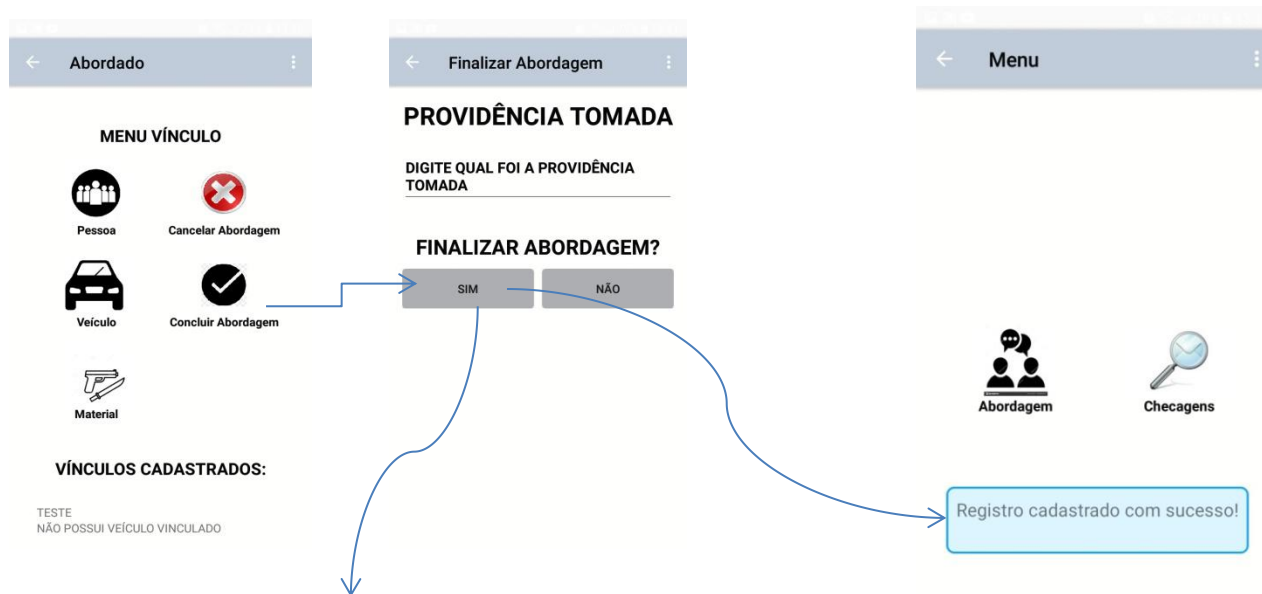 Abordado
MENU VÍNCULO
Pessoa
Cancelar Abordagem
Veículo
Concluir Abordagem
Material
VÍNCULOS CADASTRADOS:
TESTE
NÃO POSSUI VEÍCULO VINCULADO
Finalizar Abordagem
PROVIDÊNCIA TOMADA
DIGITE QUAL FOI A PROVIDÊNCIA
TOMADA
FINALIZAR ABORDAGEM?
SIM
NÃO
Menu
Abordagem
Checagens
Registro cadastrado com sucesso!